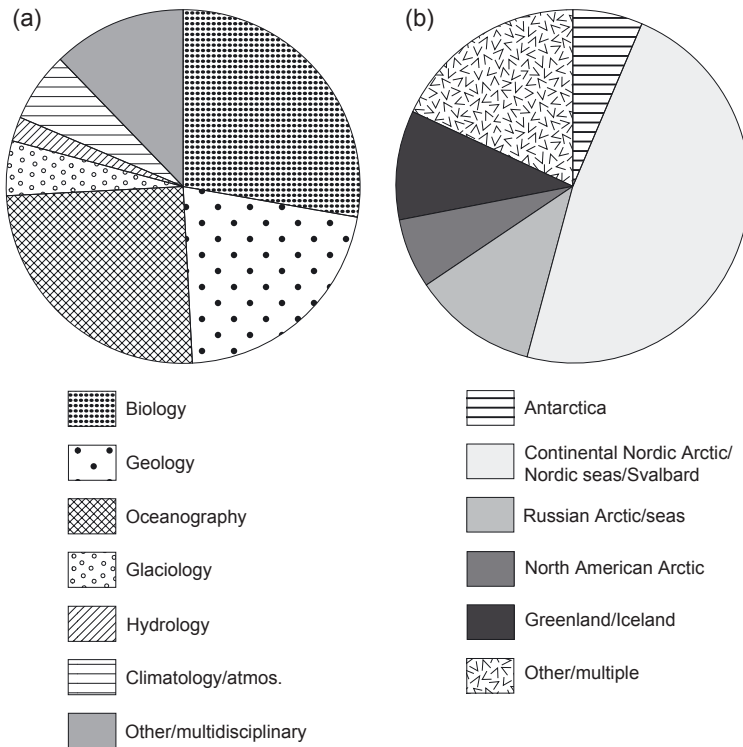 (a)
(b)
Biology
Geology
Oceanography
Glaciology
Hydrology
Climatology/atmos.
Other/multidisciplinary
Antarctica
Continental Nordic Arctic/
Nordic seas/Svalbard
Russian Arctic/seas
North American Arctic
Greenland/Iceland
Other/multiple